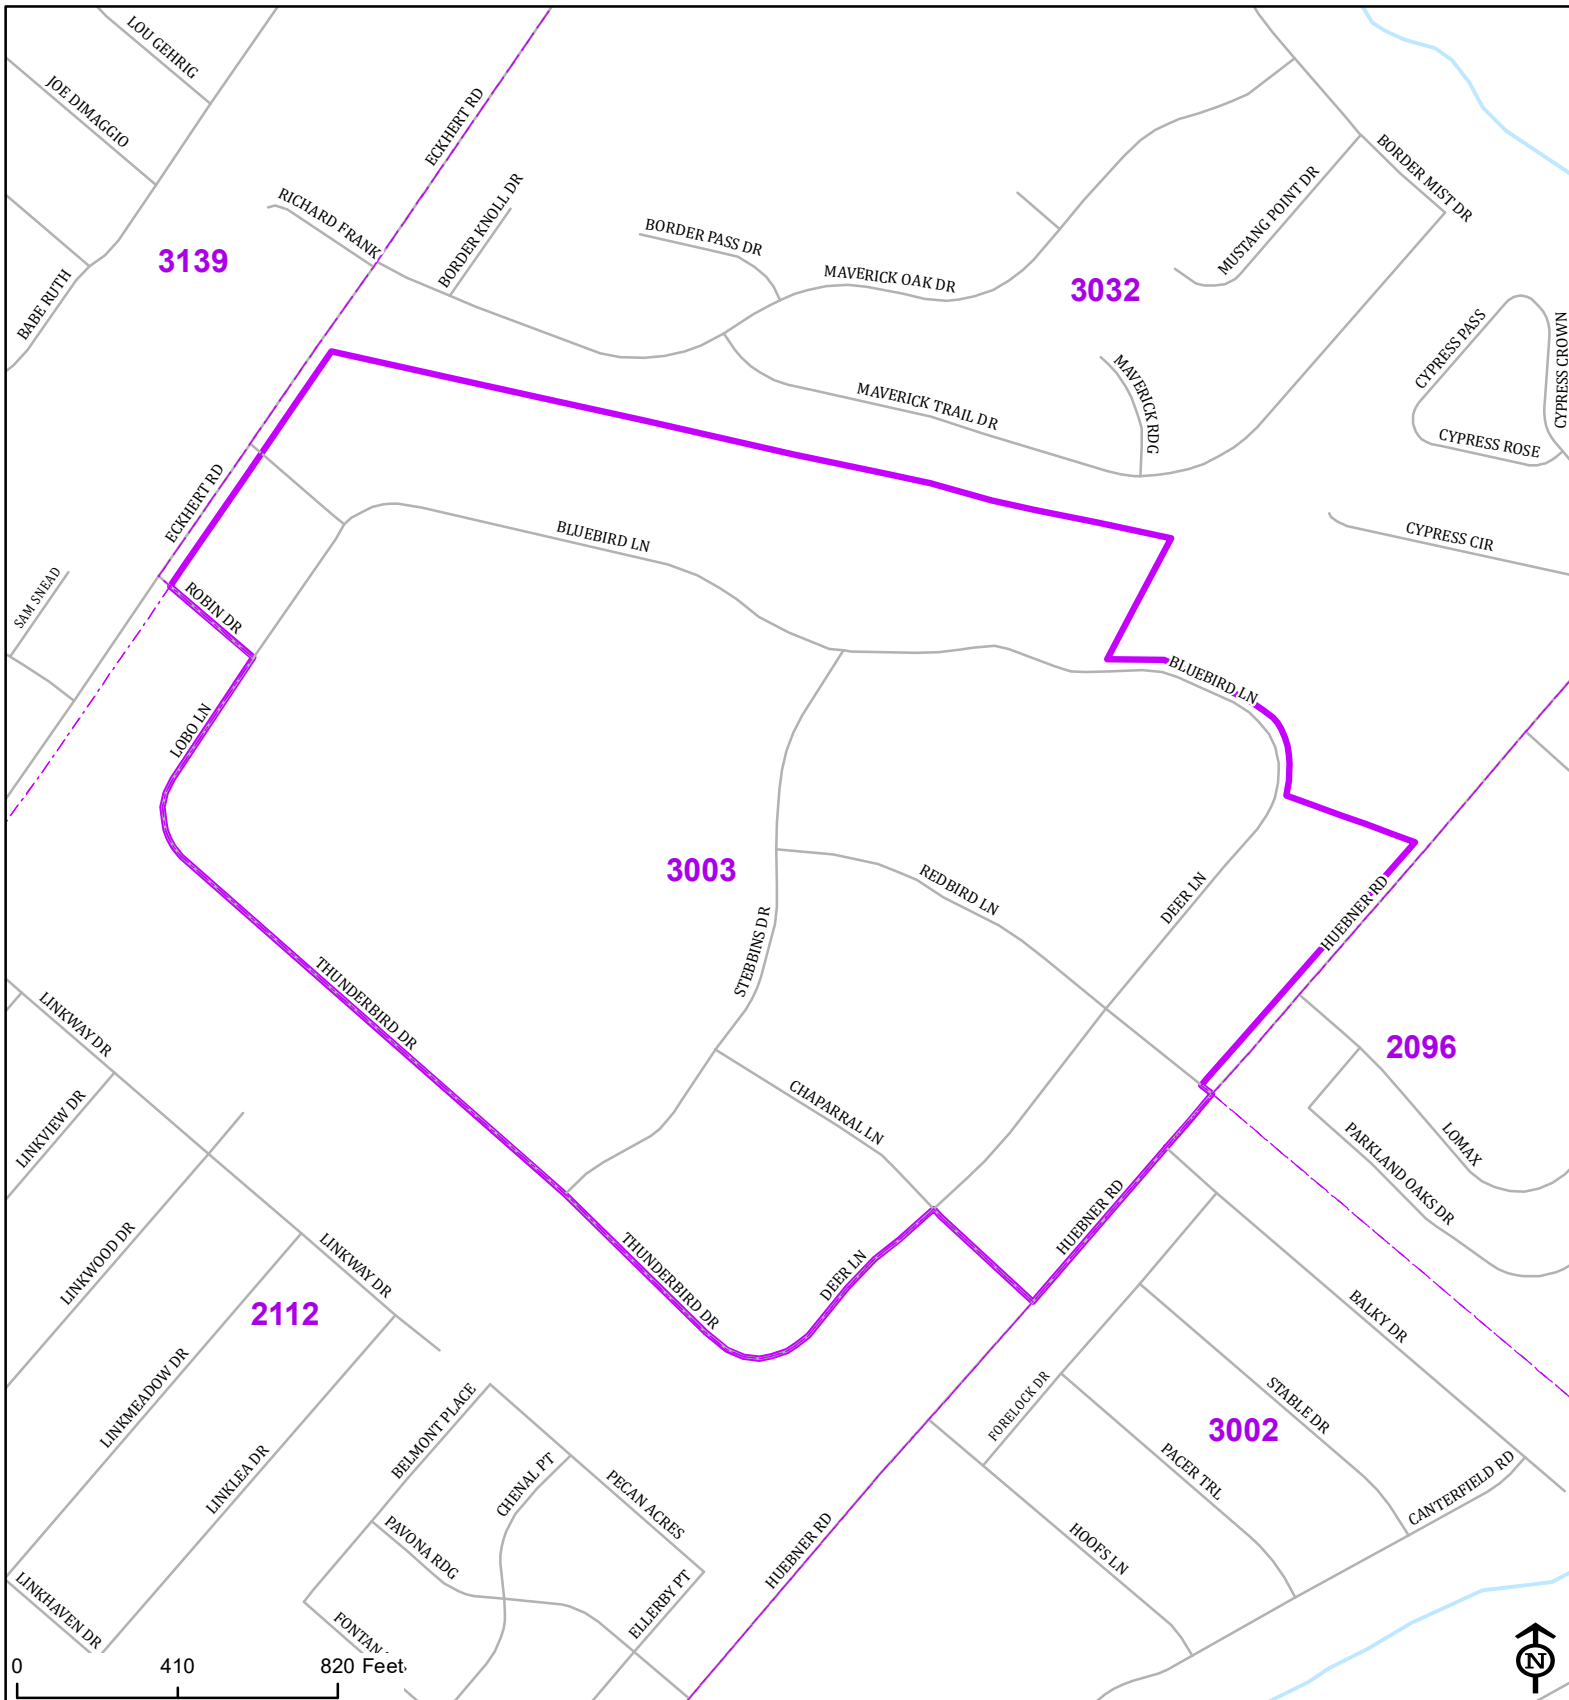 LOU GEHRIG
JOE DIMAGGIO
ECKHERT RD
BORDER MIST DR
MUSTANG POINT DR
RICHARD FRANK
BORDER KNOLL DR
BORDER PASS DR
3139
MAVERICK OAK DR
3032
BABE RUTH
CYPRESS PASS
CYPRESS CROWN
MAVERICK TRAIL DR
MAVERICK RDG
CYPRESS ROSE
ECKHERT RD
BLUEBIRD LN
CYPRESS CIR
SAM SNEAD
ROBIN DR
BLUEBIRD LN
LOBO LN
3003
REDBIRD LN
DEER LN
HUEBNER RD
STEBBINS DR
THUNDERBIRD DR
LINKWAY DR
2096
LINKVIEW DR
CHAPARRAL LN
LOMAX
PARKLAND OAKS DR
HUEBNER RD
LINKWOOD DR
LINKWAY DR
THUNDERBIRD DR
DEER LN
2112
BALKY DR
LINKMEADOW DR
BELMONT PLACE
FORELOCK DR
STABLE DR
3002
LINKLEA DR
CHENAL PT
PECAN ACRES
PACER TRL
CANTERFIELD RD
PAVONA RDG
HUEBNER RD
HOOFS LN
LINKHAVEN DR
FONTANA
ELLERBY PT
0 410 820 Feet
N